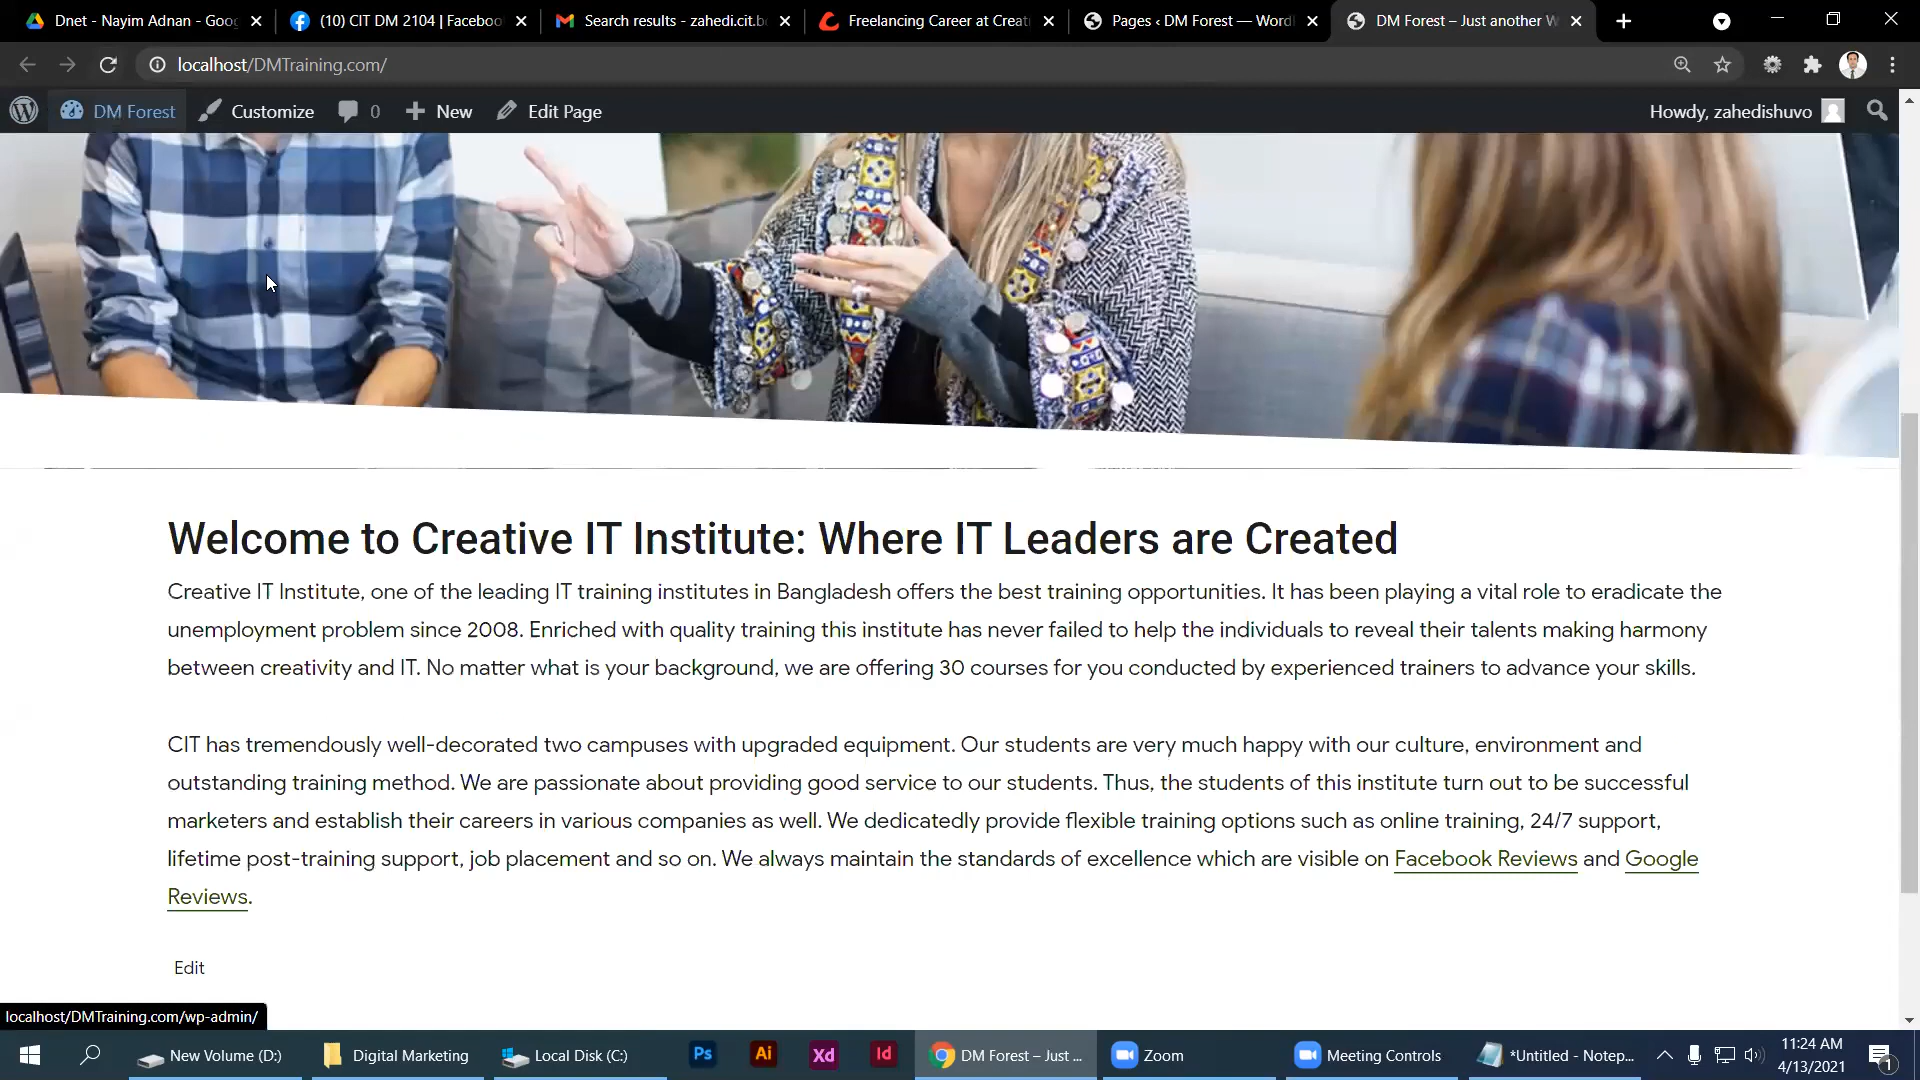 Dnet - Nayim Adnan - Goo
(10) CIT DM 2104 | Faceboo
Search results - zahedi.cit.b
Freelancing Career at Creat
Pages ‹ DM Forest — Word
DM Forest – Just another W
localhost/DMTraining.com/
DM Forest
Customize
0
New
Edit Page
Howdy, zahedishuvo
Welcome to Creative IT Institute: Where IT Leaders are Created
Creative IT Institute, one of the leading IT training institutes in Bangladesh offers the best training opportunities. It has been playing a vital role to eradicate the
unemployment problem since 2008. Enriched with quality training this institute has never failed to help the individuals to reveal their talents making harmony
between creativity and IT. No matter what is your background, we are offering 30 courses for you conducted by experienced trainers to advance your skills.
CIT has tremendously well-decorated two campuses with upgraded equipment. Our students are very much happy with our culture, environment and
outstanding training method. We are passionate about providing good service to our students. Thus, the students of this institute turn out to be successful
marketers and establish their careers in various companies as well. We dedicatedly provide flexible training options such as online training, 24/7 support,
lifetime post-training support, job placement and so on. We always maintain the standards of excellence which are visible on Facebook Reviews and Google
Reviews.
Edit
localhost/DMTraining.com/wp-admin/
New Volume (D:)
Digital Marketing
Local Disk (C:)
Ps
Ai
Xd
Id
DM Forest – Just ...
Zoom
Meeting Controls
*Untitled - Notep...
11:24 AM
4/13/2021
1